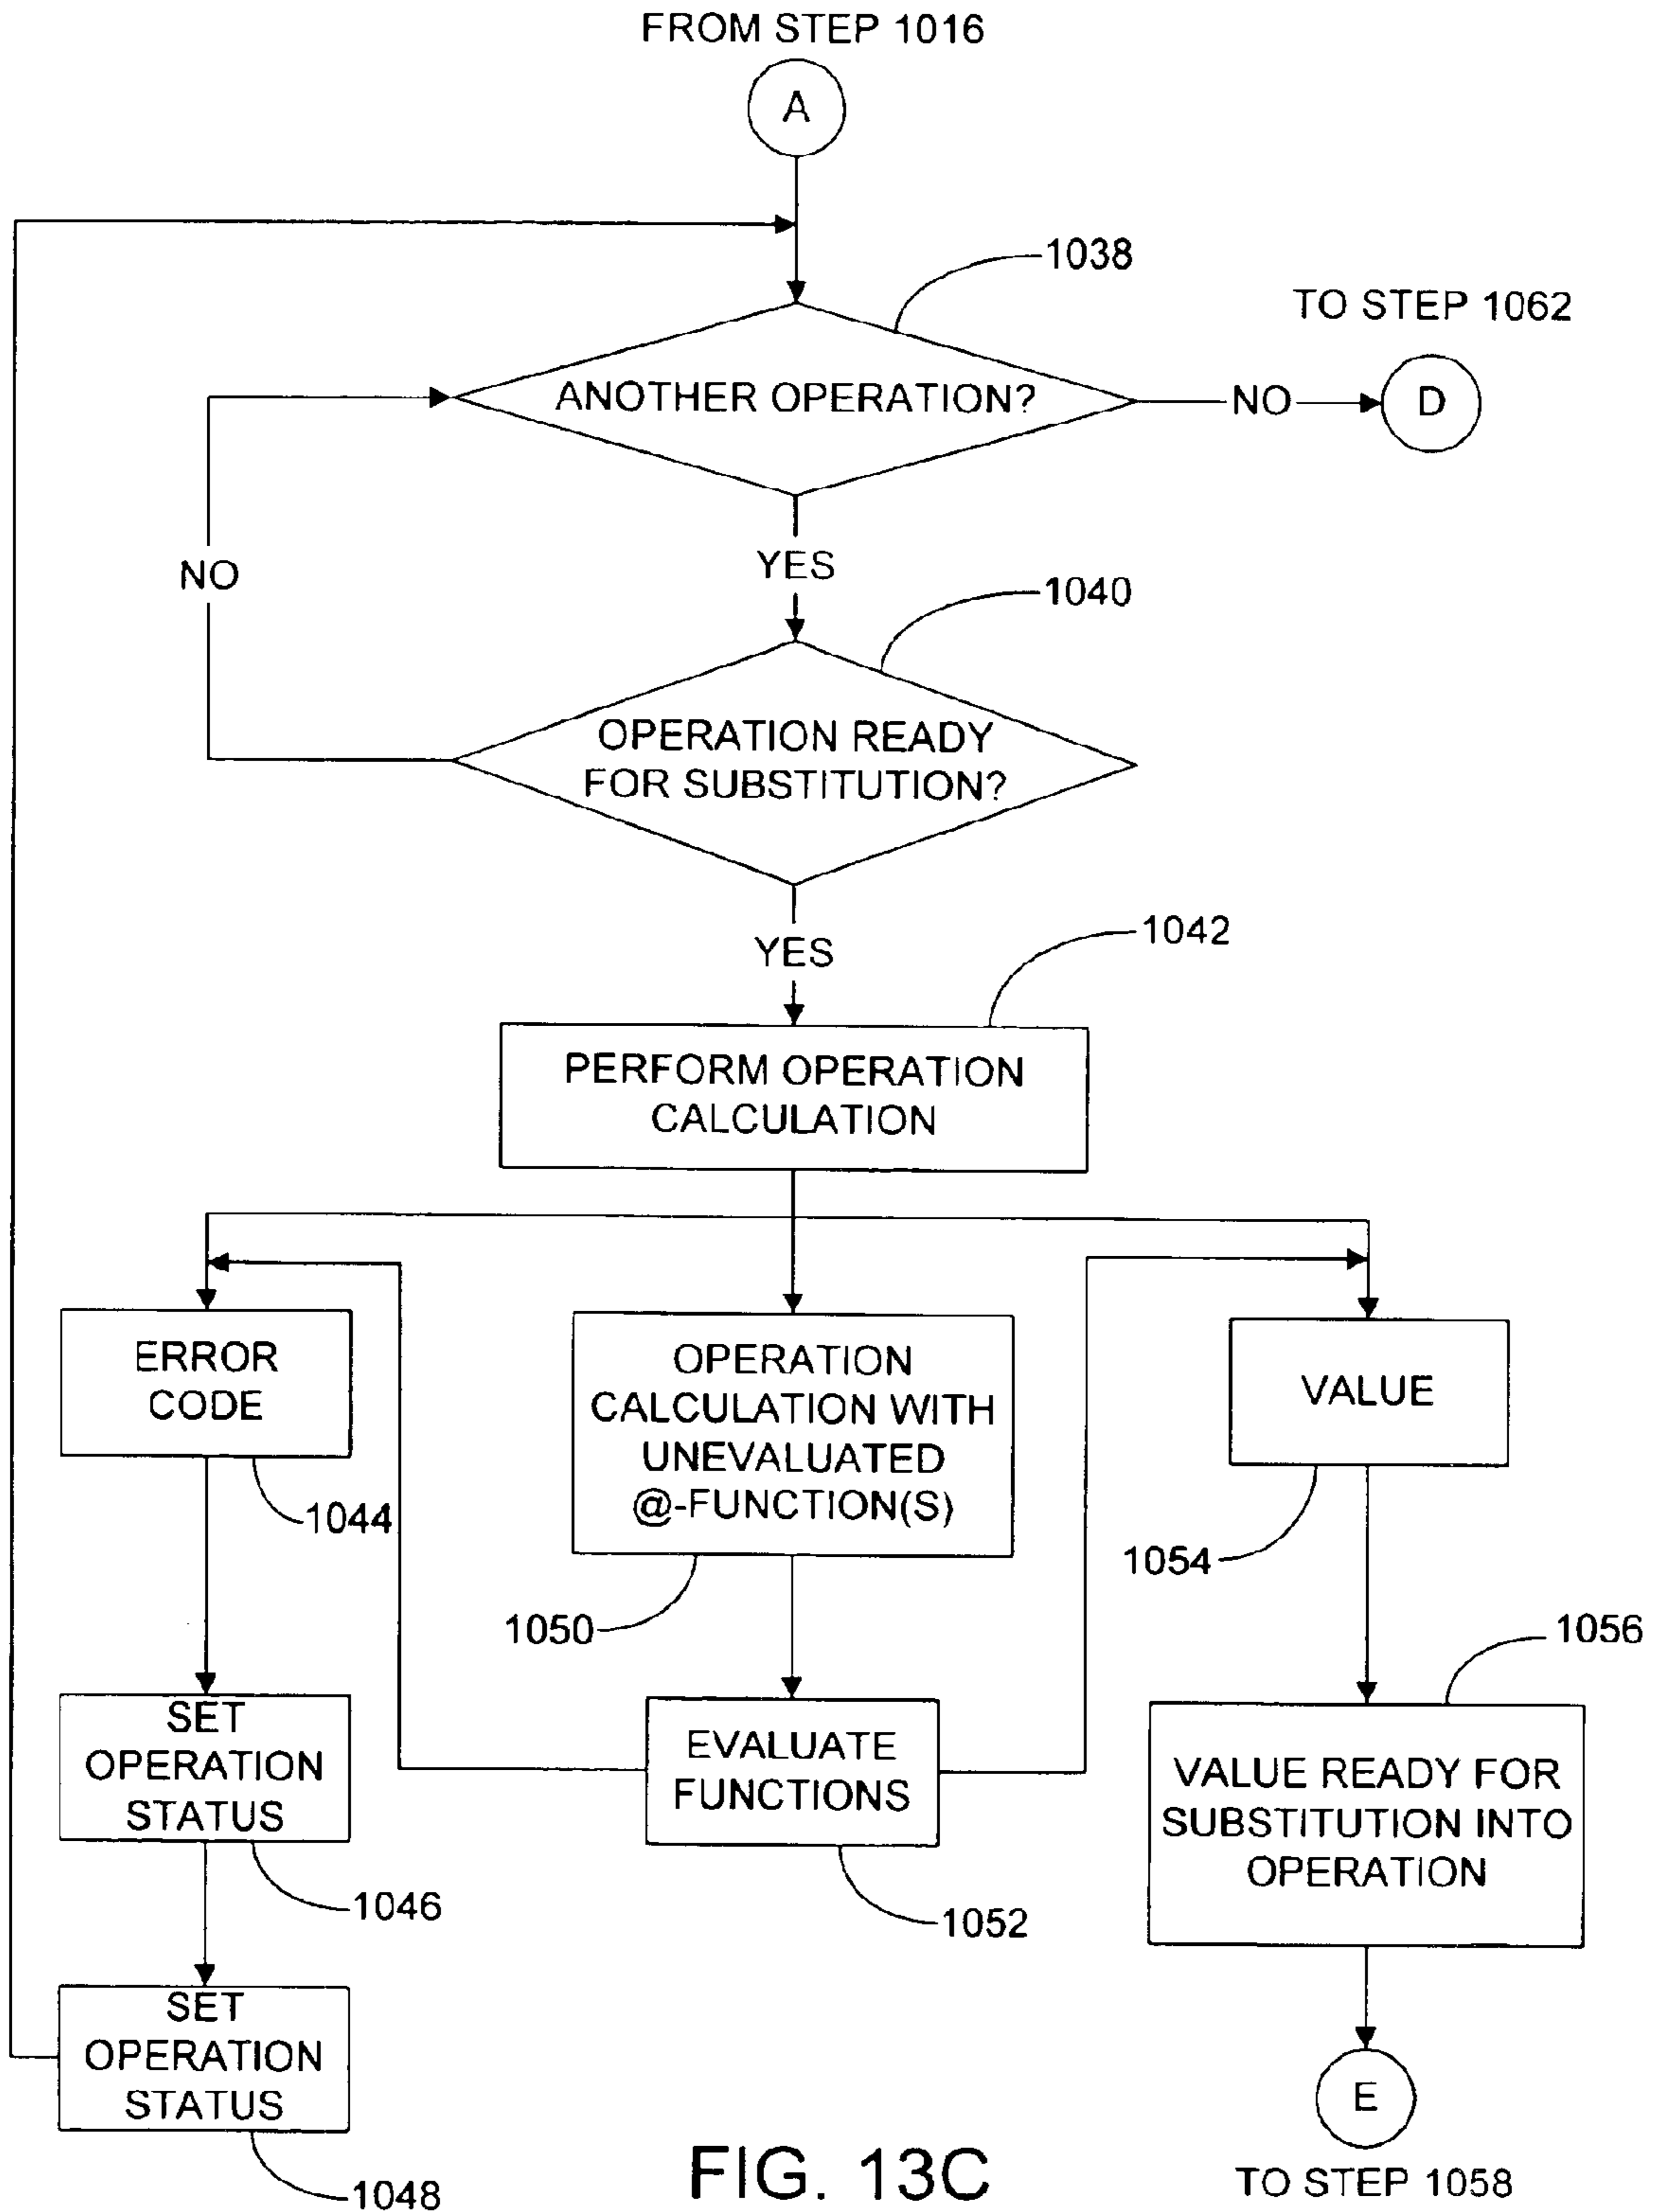 FROM STEP 1016
A
1038
TO STEP 1062
ANOTHER OPERATION?
NO
D
YES
NO
1040
OPERATION READY
FOR SUBSTITUTION?
YES
1042
PERFORM OPERATION
CALCULATION
ERROR
CODE
1044
OPERATION
CALCULATION WITH
UNEVALUATED
@-FUNCTION(S)
1050
VALUE
1054
SET
OPERATION
STATUS
1046
EVALUATE
FUNCTIONS
1052
1056
VALUE READY FOR
SUBSTITUTION INTO
OPERATION
SET
OPERATION
STATUS
1048
E
TO STEP 1058
FIG. 13C